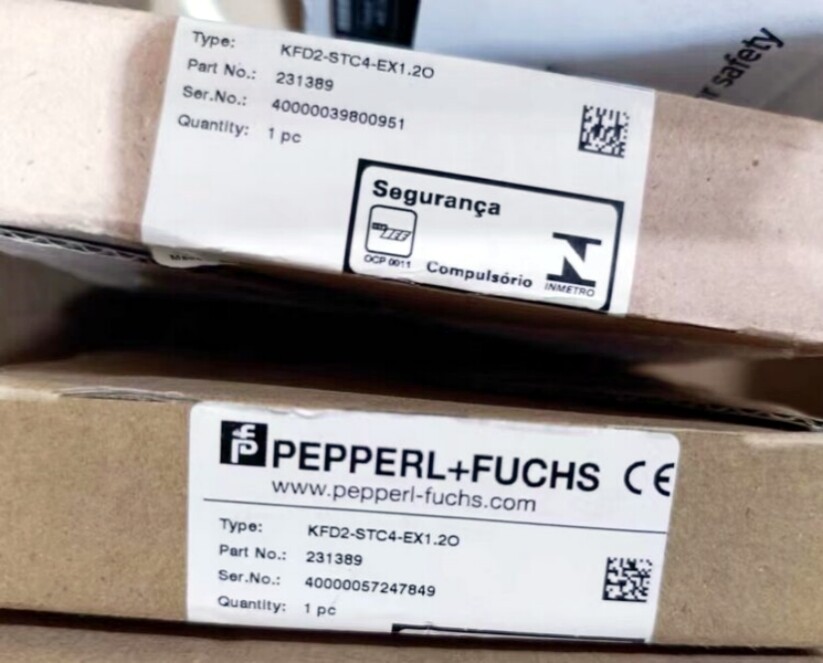 r safety
Type: KFD2-STC4-EX1.2O
Part No.: 231389
Ser.No.: 40000039800951
Quantity: 1 pc
Segurança
OCP 0011
Compulsório
INMETRO
PEPPERL+FUCHS CE
www.pepperl-fuchs.com
Type: KFD2-STC4-EX1.2O
Part No.: 231389
Ser.No.: 40000057247849
Quantity: 1 pc